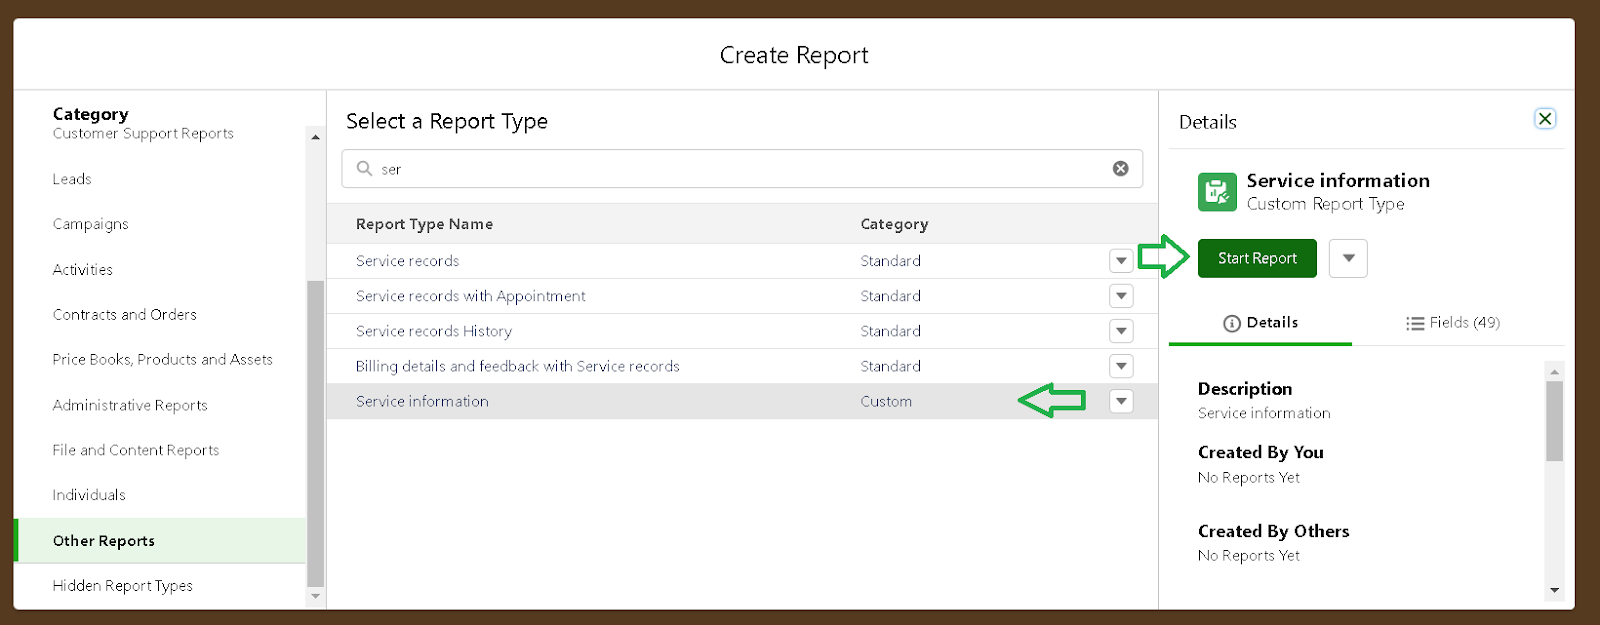 Create Report
Category
Customer Support Reports
Leads
Campaigns
Activities
Contracts and Orders
Price Books, Products and Assets
Administrative Reports
File and Content Reports
Individuals
Other Reports
Hidden Report Types
Select a Report Type
ser
Report Type Name Category
Service records Standard
Service records with Appointment Standard
Service records History Standard
Billing details and feedback with Service records Standard
Service information Custom
Details
Service information
Custom Report Type
Start Report
Details Fields (49)
Description
Service information
Created By You
No Reports Yet
Created By Others
No Reports Yet